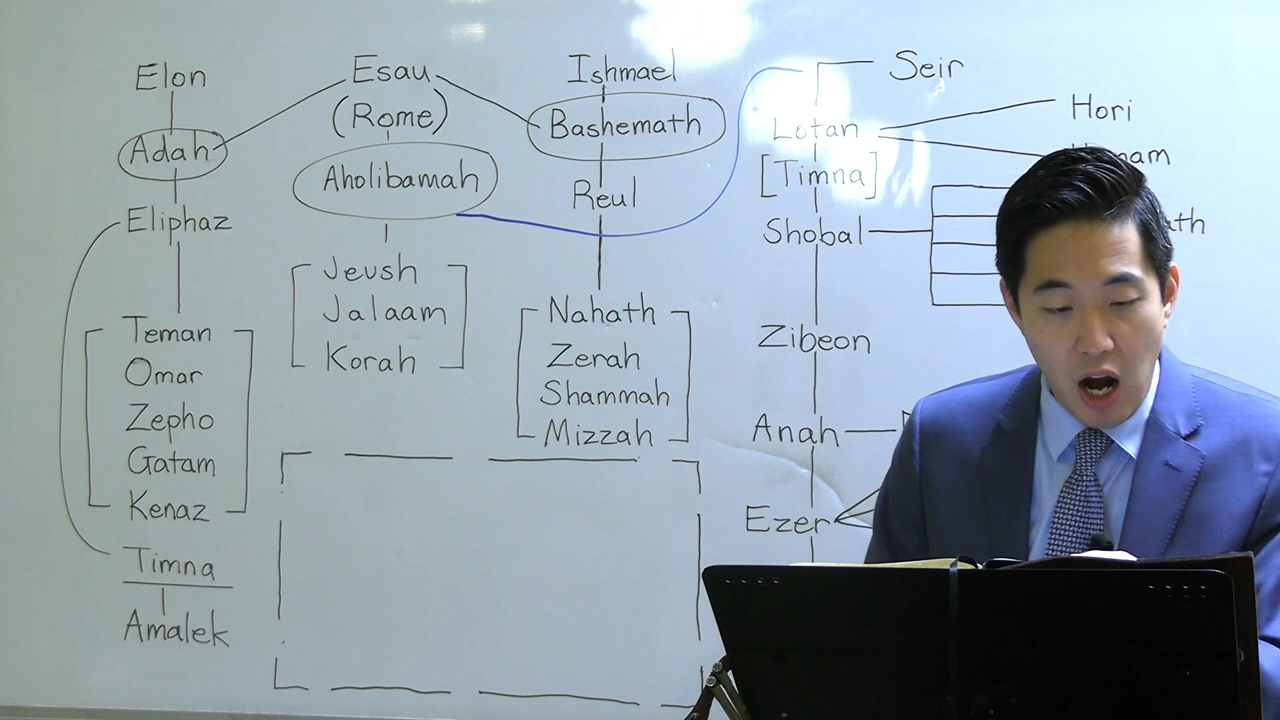 Elon
Adah
Eliphaz
Teman
Omar
Zepho
Gatam
Kenaz
Timna
Amalek
Esau
(Rome)
Aholibamah
Jeush
Jalaam
Korah
Ishmael
Bashemath
Reul
Nahath
Zerah
Shammah
Mizzah
Seir
Lotan
[Timna]
Shobal
Zibeon
Anah
Ezer
Hori